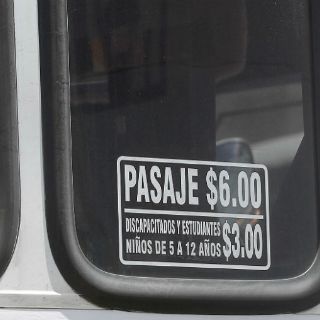 PASAJE $6.00
DISCAPACITADOS Y ESTUDIANTES
NIÑOS DE 5 A 12 AÑOS $3.00